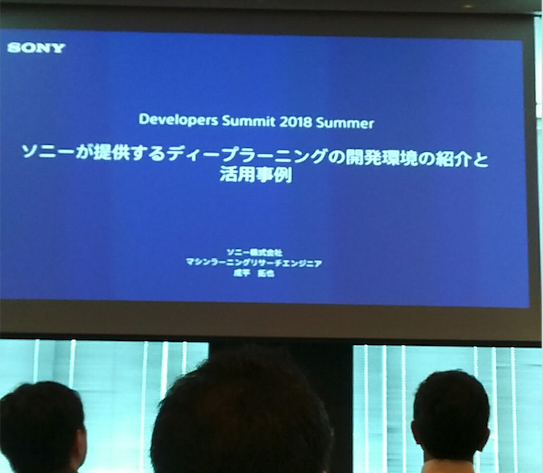 SONY
Developers Summit 2018 Summer
ソニーが提供するディープラーニングの開発環境の紹介と
活用事例
ソニー株式会社
マシンラーニングリサーチエンジニア
成平 拓也